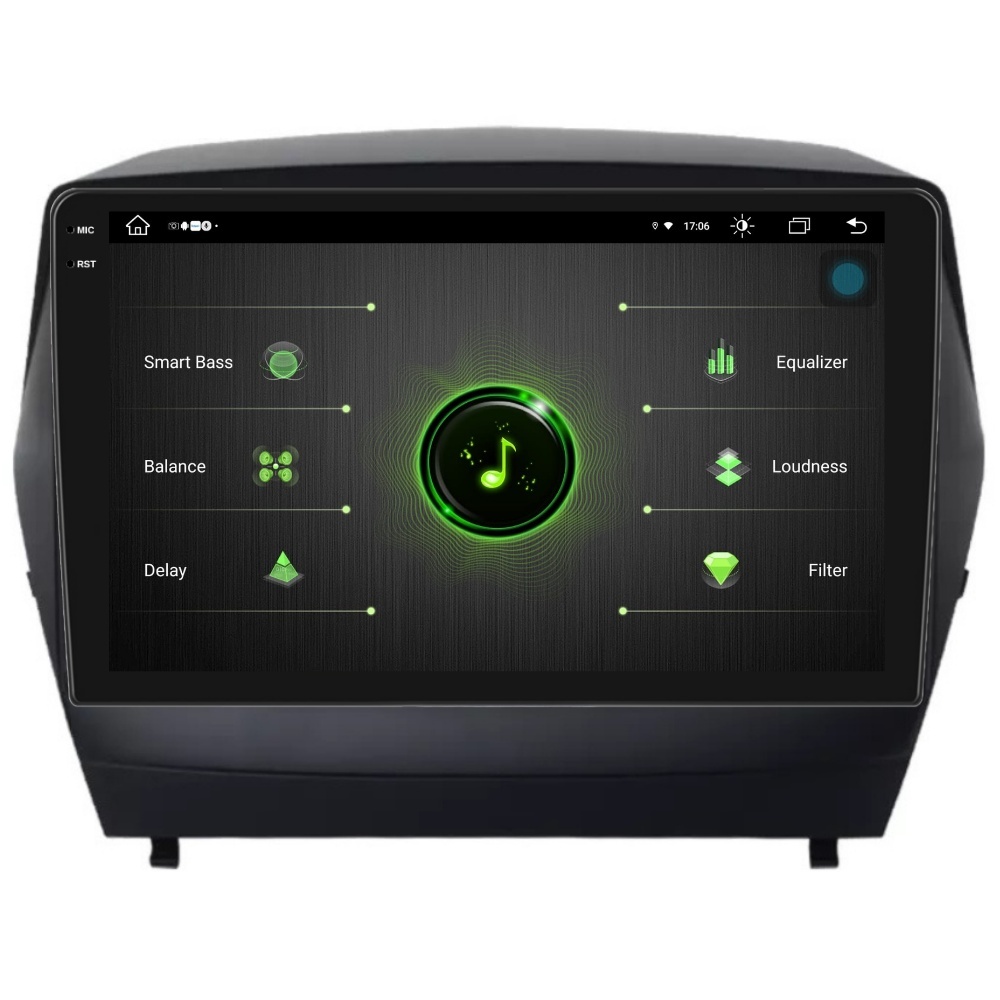 MIC
17:06
RST
Smart Bass
Equalizer
Balance
Loudness
Delay
Filter